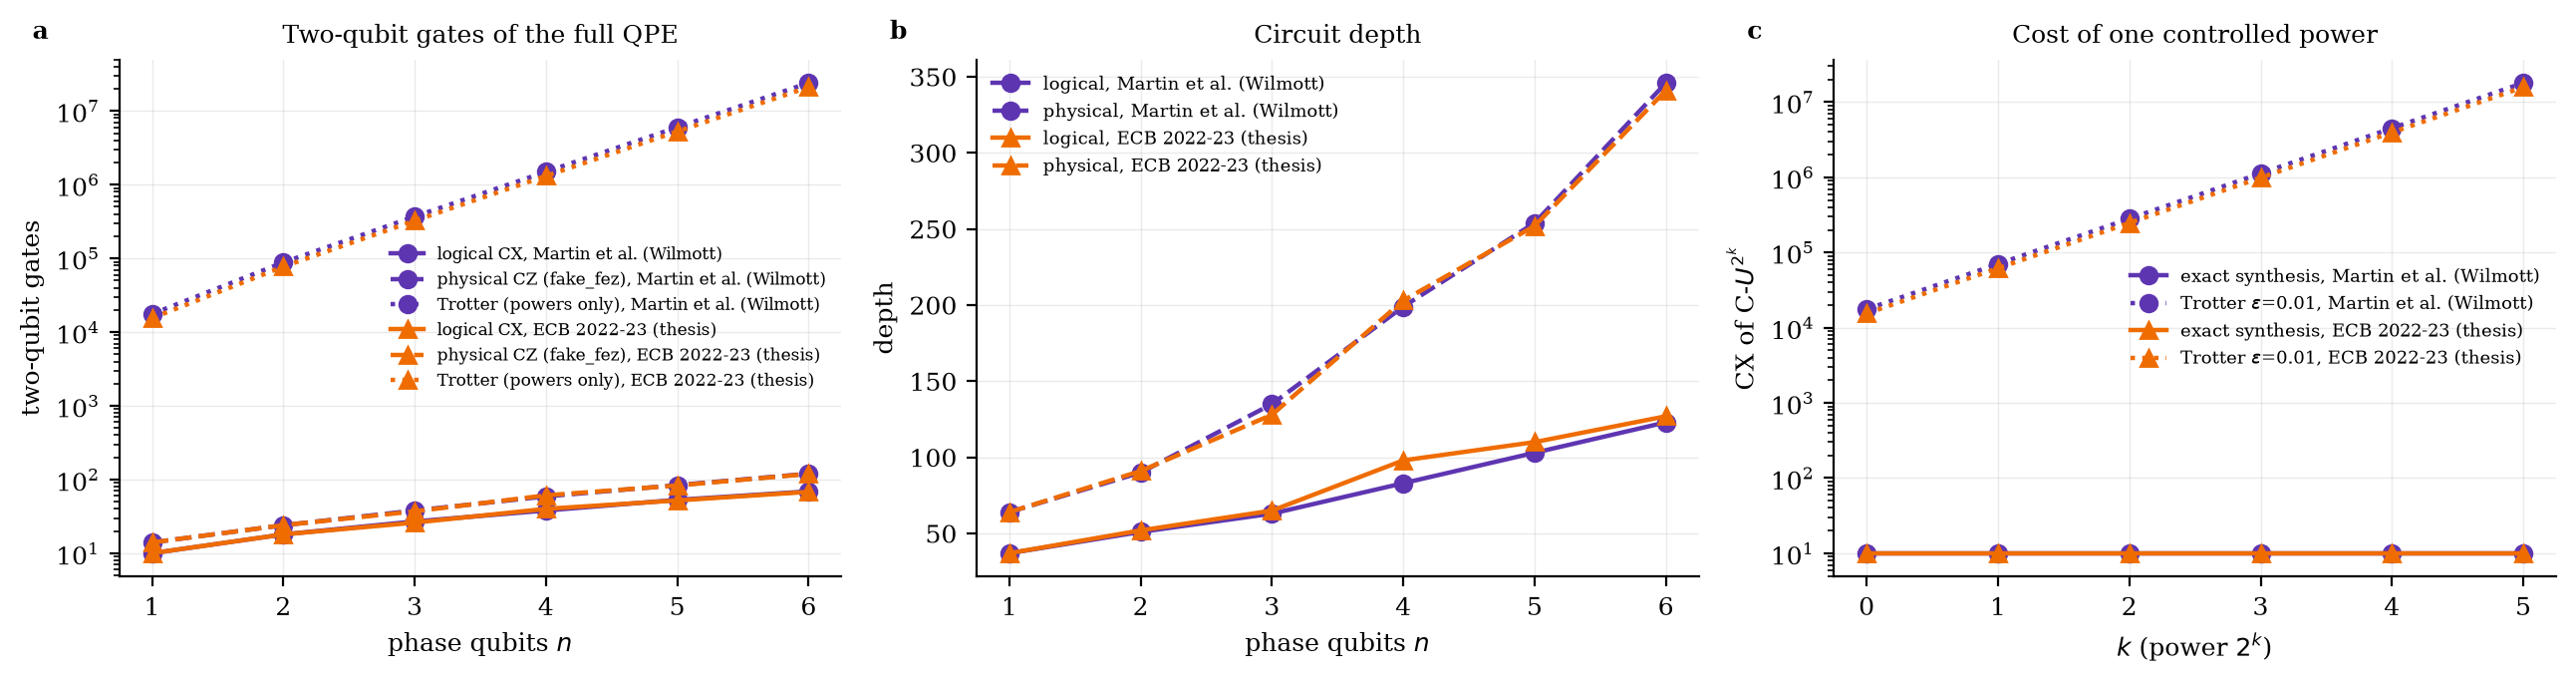 a
Two-qubit gates of the full QPE
two-qubit gates
10^7
10^6
10^5
10^4
10^3
10^2
10^1
logical CX, Martin et al. (Wilmott)
physical CZ (fake_fez), Martin et al. (Wilmott)
Trotter (powers only), Martin et al. (Wilmott)
logical CX, ECB 2022-23 (thesis)
physical CZ (fake_fez), ECB 2022-23 (thesis)
Trotter (powers only), ECB 2022-23 (thesis)
1 2 3 4 5 6
phase qubits n
b
Circuit depth
depth
350
300
250
200
150
100
50
logical, Martin et al. (Wilmott)
physical, Martin et al. (Wilmott)
logical, ECB 2022-23 (thesis)
physical, ECB 2022-23 (thesis)
1 2 3 4 5 6
phase qubits n
c
Cost of one controlled power
CX of C-U^{2^k}
10^7
10^6
10^5
10^4
10^3
10^2
10^1
exact synthesis, Martin et al. (Wilmott)
Trotter ε=0.01, Martin et al. (Wilmott)
exact synthesis, ECB 2022-23 (thesis)
Trotter ε=0.01, ECB 2022-23 (thesis)
0 1 2 3 4 5
k (power 2^k)